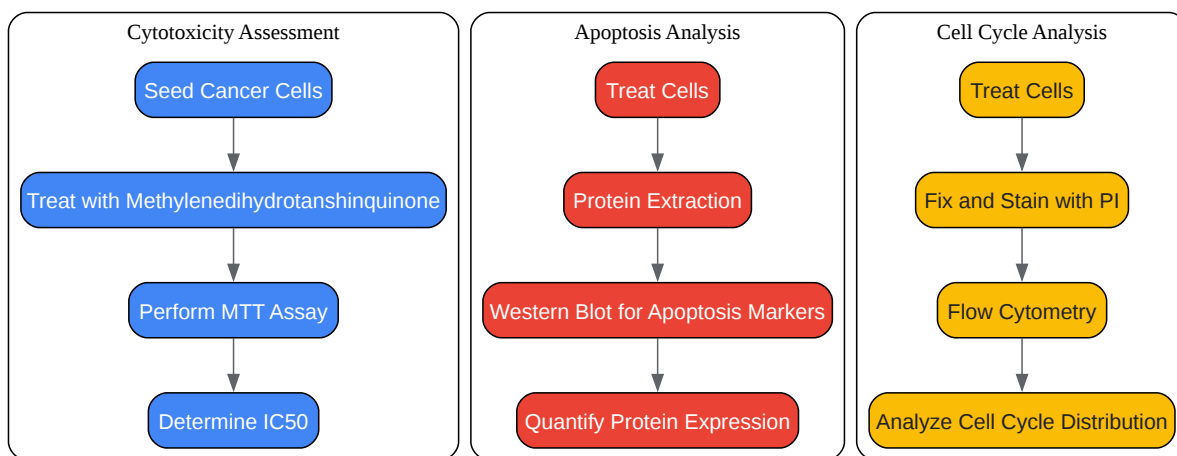 Cytotoxicity Assessment
Seed Cancer Cells
Treat with Methylenedihydrotanshinquinone
Perform MTT Assay
Determine IC50
Apoptosis Analysis
Treat Cells
Protein Extraction
Western Blot for Apoptosis Markers
Quantify Protein Expression
Cell Cycle Analysis
Treat Cells
Fix and Stain with PI
Flow Cytometry
Analyze Cell Cycle Distribution